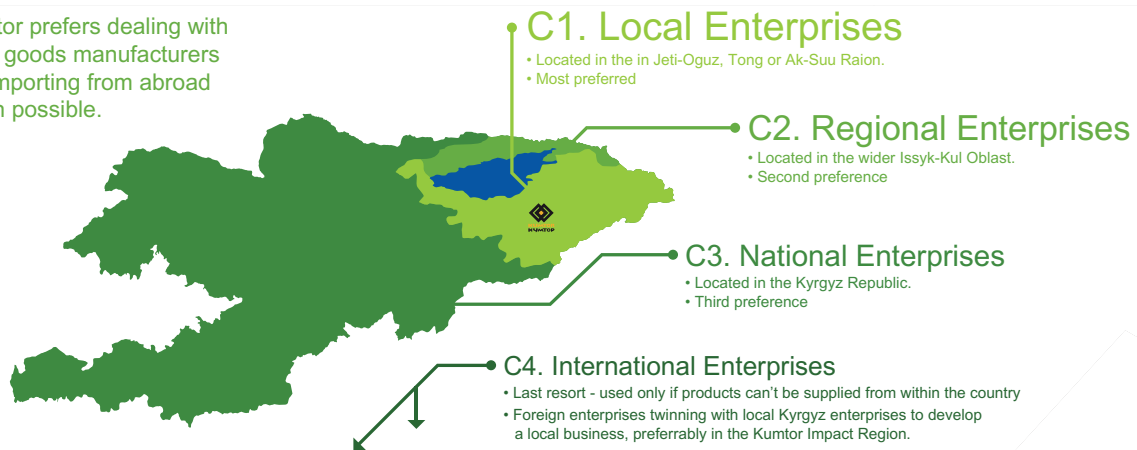 tor prefers dealing with
goods manufacturers
mporting from abroad
possible.
C1. Local Enterprises
• Located in the in Jeti-Oguz, Tong or Ak-Suu Raion.
• Most preferred
C2. Regional Enterprises
• Located in the wider Issyk-Kul Oblast.
• Second preference
КУМТОР
C3. National Enterprises
• Located in the Kyrgyz Republic.
• Third preference
C4. International Enterprises
• Last resort - used only if products can’t be supplied from within the country
• Foreign enterprises twinning with local Kyrgyz enterprises to develop
a local business, preferrably in the Kumtor Impact Region.